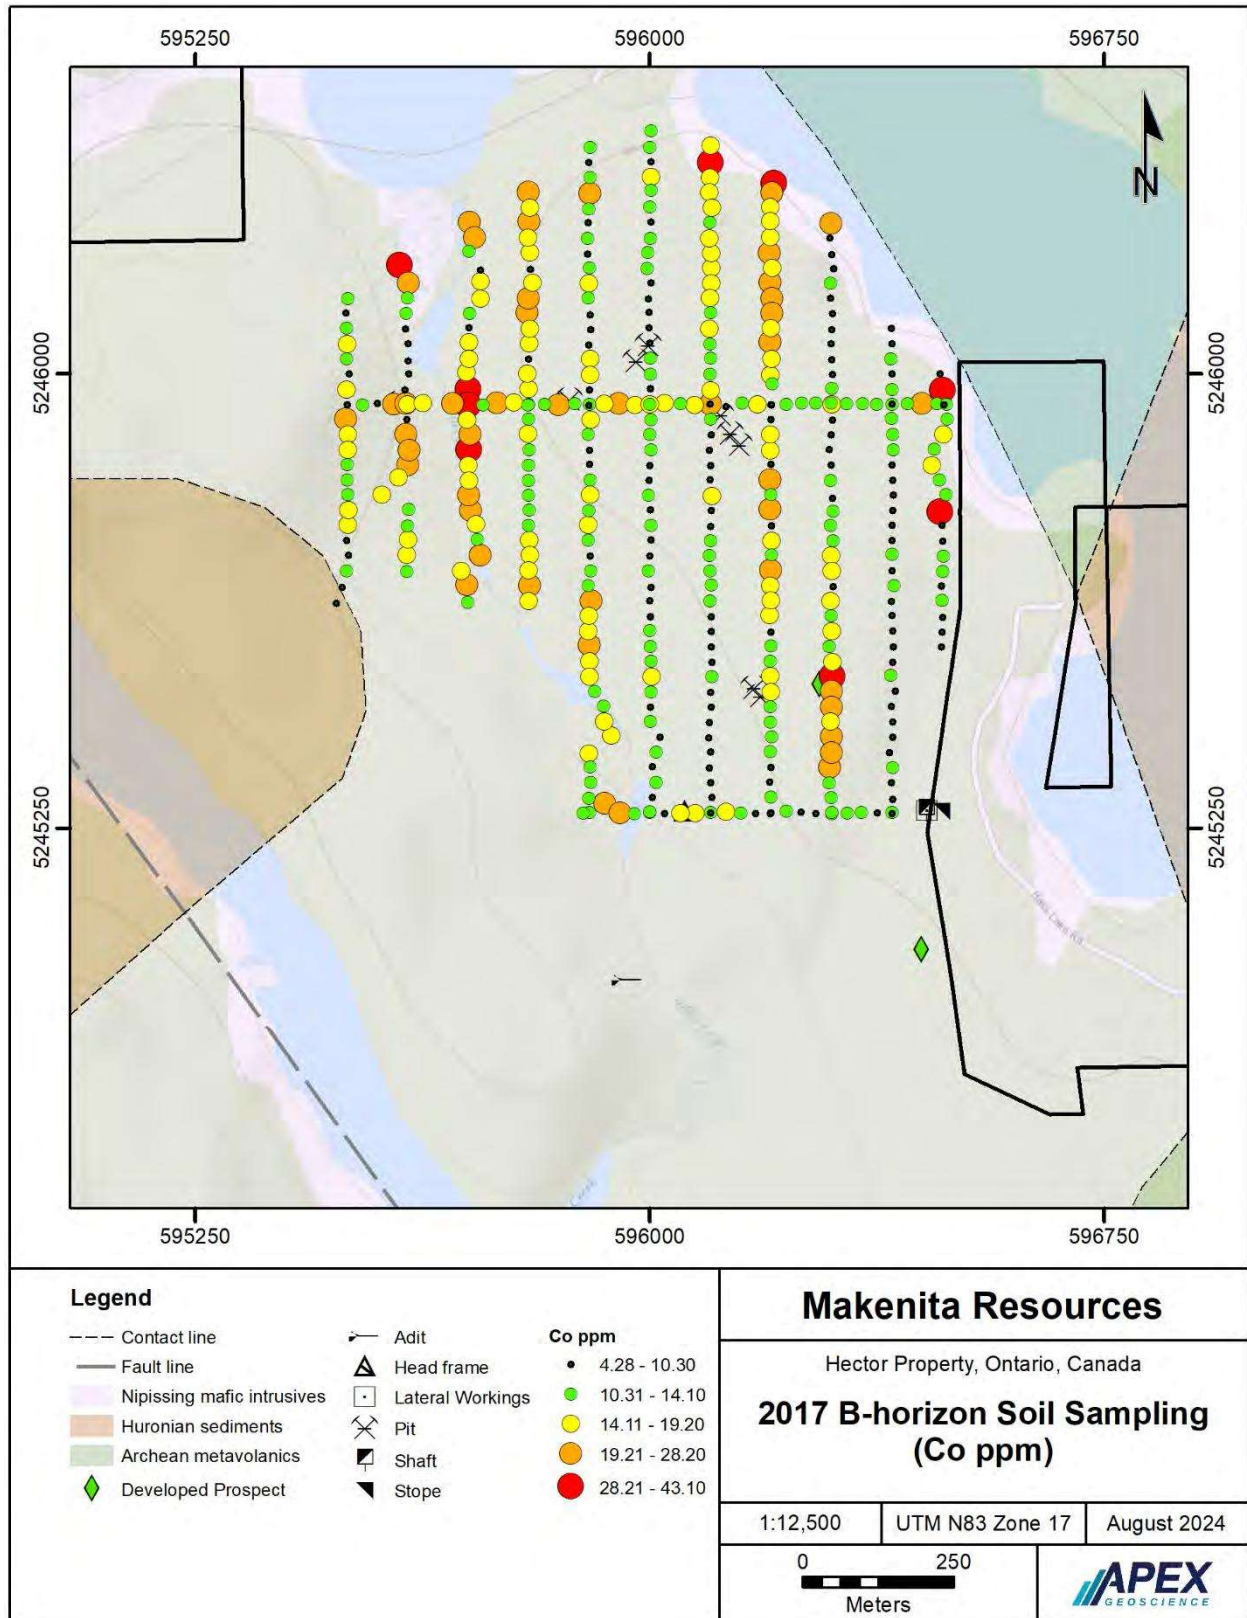 595250 596000 596750
N
5246000 5246000
5245250 5245250
Creek
595250 596000 596750
Legend
Contact line
Fault line
Nipissing mafic intrusives
Huronian sediments
Archean metavolanics
Developed Prospect
Adit
Head frame
Lateral Workings
Pit
Shaft
Stope
Co ppm
4.28 - 10.30
10.31 - 14.10
14.11 - 19.20
19.21 - 28.20
28.21 - 43.10
Makenita Resources
Hector Property, Ontario, Canada
2017 B-horizon Soil Sampling
(Co ppm)
1:12,500
UTM N83 Zone 17
August 2024
0 250
Meters
APEX
GEOSCIENCE